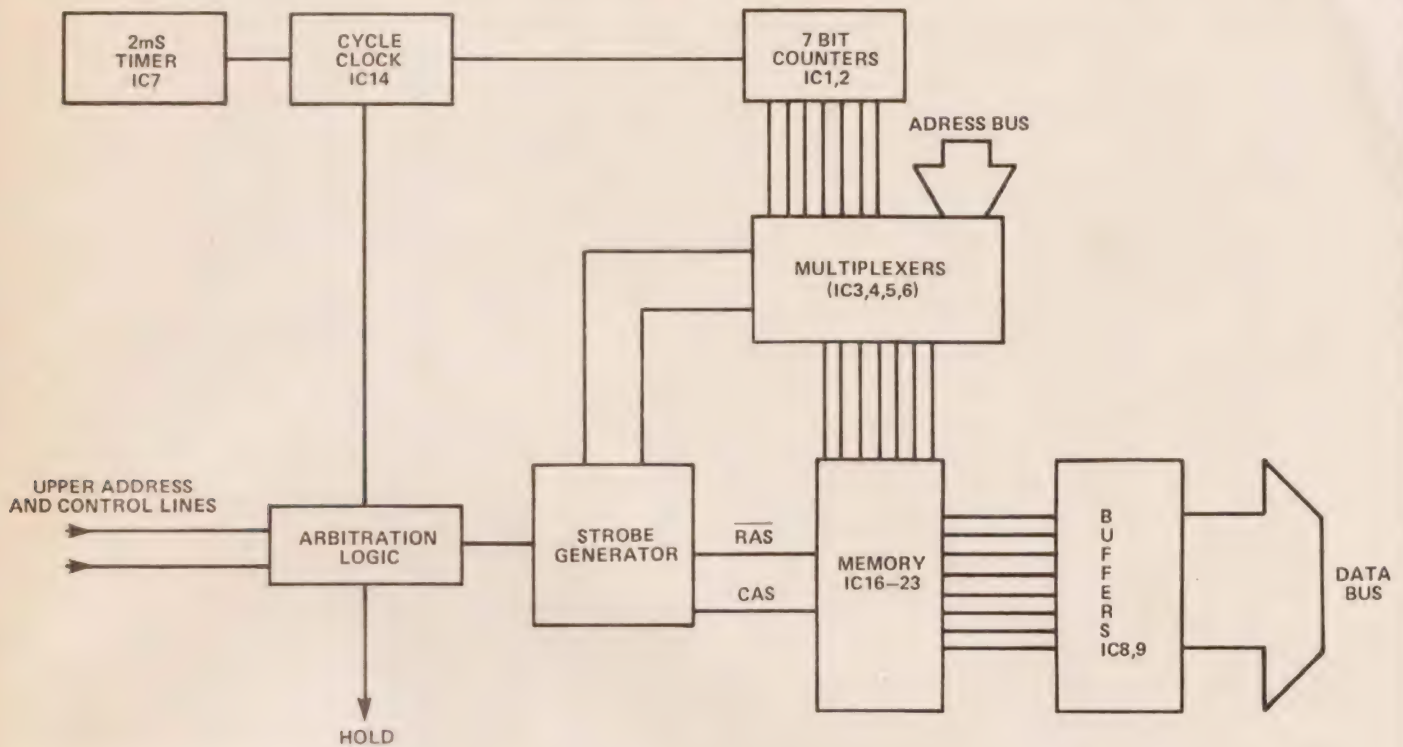 2mS
TIMER
IC7
CYCLE
CLOCK
IC14
7 BIT
COUNTERS
IC1,2
ADRESS BUS
MULTIPLEXERS
(IC3,4,5,6)
UPPER ADDRESS
AND CONTROL LINES
ARBITRATION
LOGIC
STROBE
GENERATOR
RAS
CAS
MEMORY
IC16–23
BUFFERS
IC8,9
DATA
BUS
HOLD